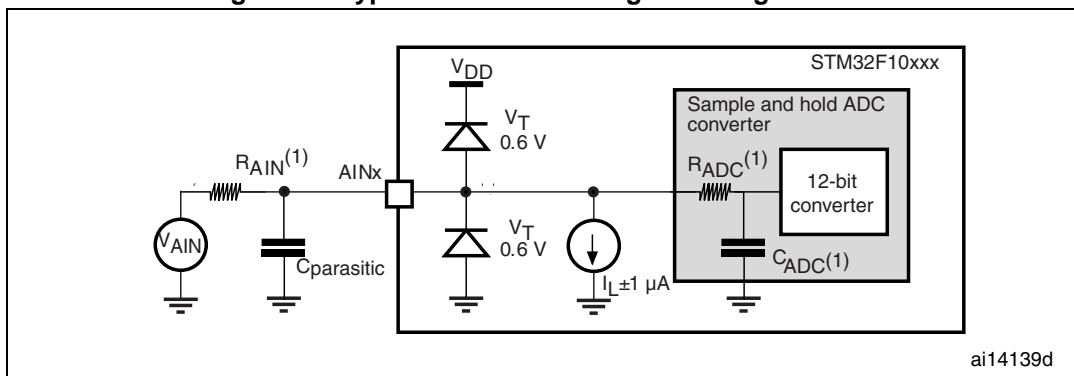 STM32F10xxx
VDD
Sample and hold ADC
converter
VT
0.6 V
RAIN(1)
AINx
RADC(1)
12-bit
converter
VAIN
Cparasitic
VT
0.6 V
IL±1 µA
CADC(1)
ai14139d